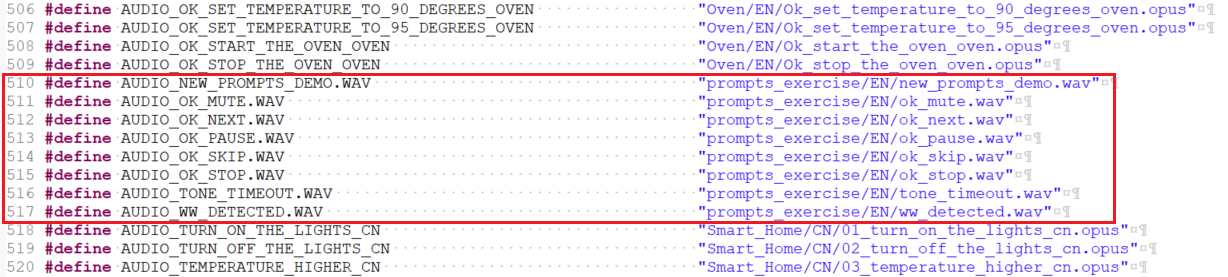 506 #define AUDIO_OK_SET_TEMPERATURE_TO_90_DEGREES_OVEN "Oven/EN/Ok_set_temperature_to_90_degrees_oven.opus"¤¶
507 #define AUDIO_OK_SET_TEMPERATURE_TO_95_DEGREES_OVEN "Oven/EN/Ok_set_temperature_to_95_degrees_oven.opus"¤¶
508 #define AUDIO_OK_START_THE_OVEN_OVEN "Oven/EN/Ok_start_the_oven_oven.opus"¤¶
509 #define AUDIO_OK_STOP_THE_OVEN_OVEN "Oven/EN/Ok_stop_the_oven_oven.opus"¤¶
510 #define AUDIO_NEW_PROMPTS_DEMO.WAV "prompts_exercise/EN/new_prompts_demo.wav"¤¶
511 #define AUDIO_OK_MUTE.WAV "prompts_exercise/EN/ok_mute.wav"¤¶
512 #define AUDIO_OK_NEXT.WAV "prompts_exercise/EN/ok_next.wav"¤¶
513 #define AUDIO_OK_PAUSE.WAV "prompts_exercise/EN/ok_pause.wav"¤¶
514 #define AUDIO_OK_SKIP.WAV "prompts_exercise/EN/ok_skip.wav"¤¶
515 #define AUDIO_OK_STOP.WAV "prompts_exercise/EN/ok_stop.wav"¤¶
516 #define AUDIO_TONE_TIMEOUT.WAV "prompts_exercise/EN/tone_timeout.wav"¤¶
517 #define AUDIO_WW_DETECTED.WAV "prompts_exercise/EN/ww_detected.wav"¤¶
518 #define AUDIO_TURN_ON_THE_LIGHTS_CN "Smart_Home/CN/01_turn_on_the_lights_cn.opus"¤¶
519 #define AUDIO_TURN_OFF_THE_LIGHTS_CN "Smart_Home/CN/02_turn_off_the_lights_cn.opus"¤¶
520 #define AUDIO_TEMPERATURE_HIGHER_CN "Smart_Home/CN/03_temperature_higher_cn.opus"¤¶